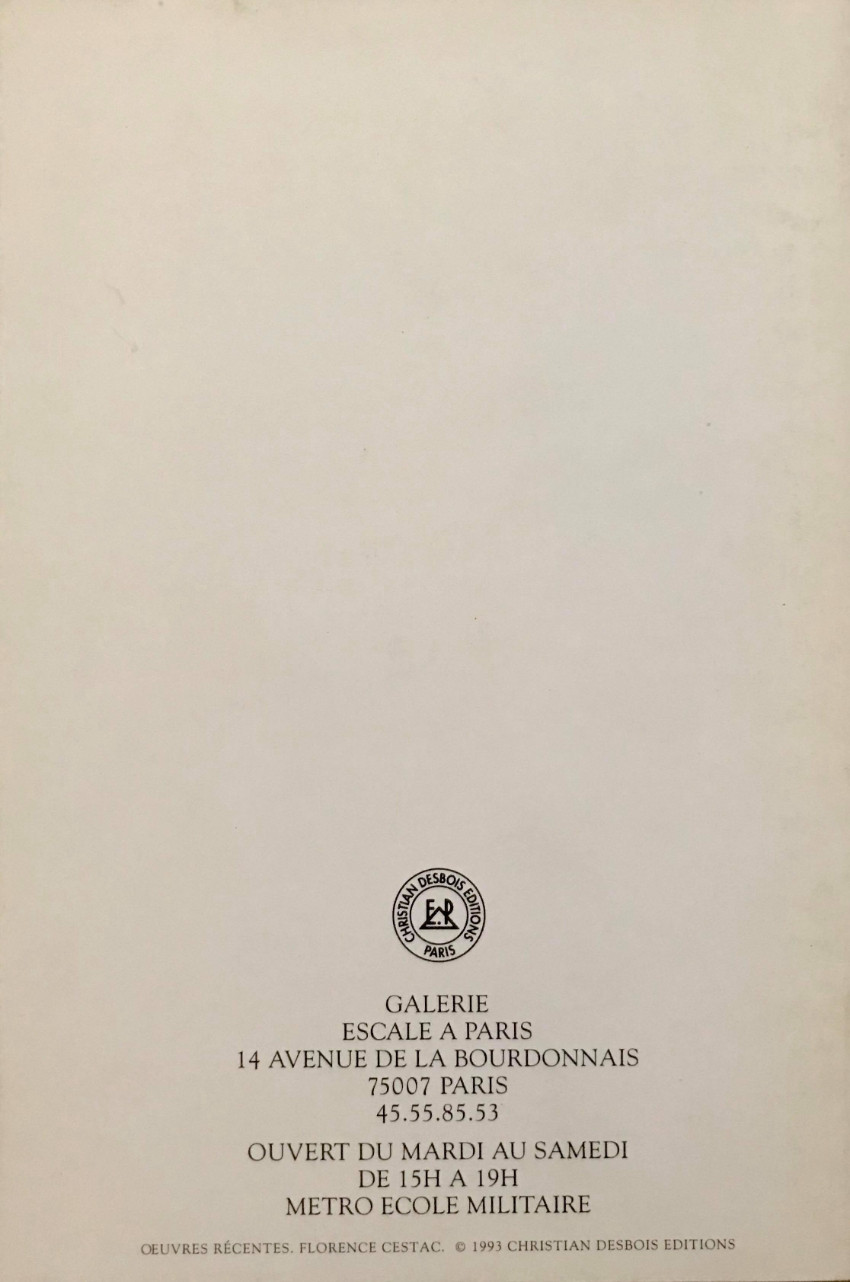 CHRISTIAN DESBOIS EDITIONS
PARIS
GALERIE
ESCALE A PARIS
14 AVENUE DE LA BOURDONNAIS
75007 PARIS
45.55.85.53
OUVERT DU MARDI AU SAMEDI
DE 15H A 19H
METRO ECOLE MILITAIRE
OEUVRES RÉCENTES. FLORENCE CESTAC. © 1993 CHRISTIAN DESBOIS EDITIONS